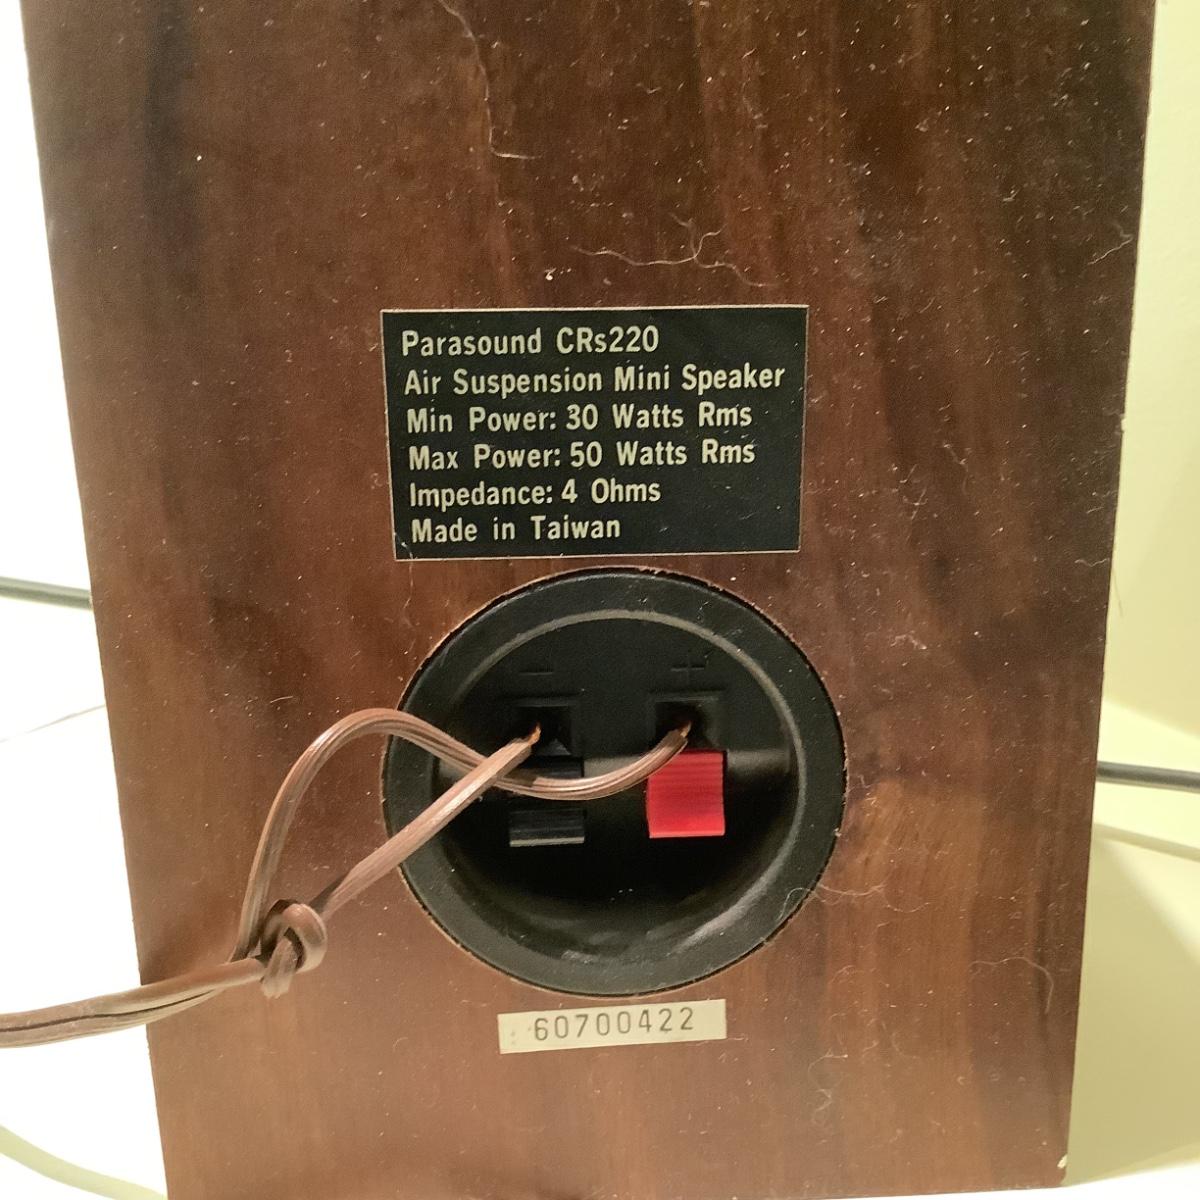 Parasound CRs220
Air Suspension Mini Speaker
Min Power: 30 Watts Rms
Max Power: 50 Watts Rms
Impedance: 4 Ohms
Made in Taiwan
− +
60700422